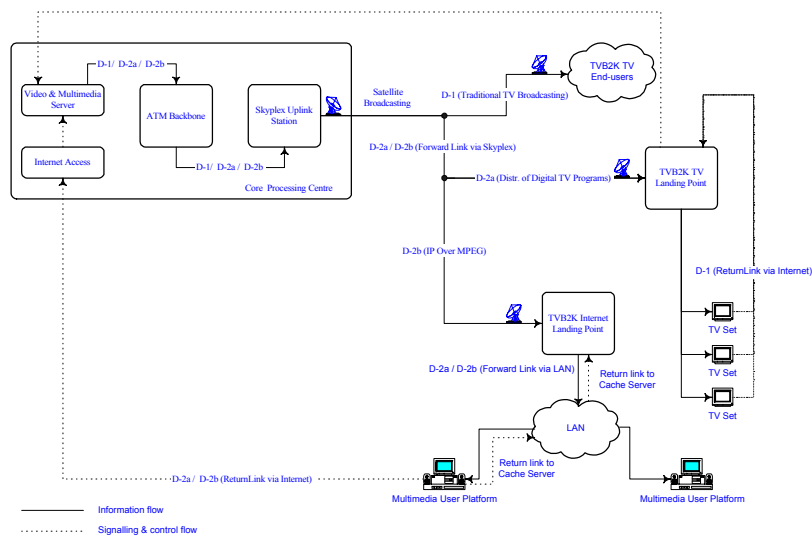 D-1/ D-2a / D-2b
Video & Multimedia
Server
ATM Backbone
Skyplex Uplink
Station
Internet Access
D-1/ D-2a / D-2b
Core Processing Centre
Satellite
Broadcasting
D-1 (Traditional TV Broadcasting)
TVB2K TV
End-users
D-2a / D-2b (Forward Link via Skyplex)
D-2a (Distr. of Digital TV Programs)
TVB2K TV
Landing Point
D-2b (IP Over MPEG)
D-1 (ReturnLink via Internet)
TV Set
TV Set
TV Set
TVB2K Internet
Landing Point
D-2a / D-2b (Forward Link via LAN)
Return link to
Cache Server
LAN
Return link to
Cache Server
D-2a / D-2b (ReturnLink via Internet)
Multimedia User Platform
Multimedia User Platform
Information flow
Signalling & control flow